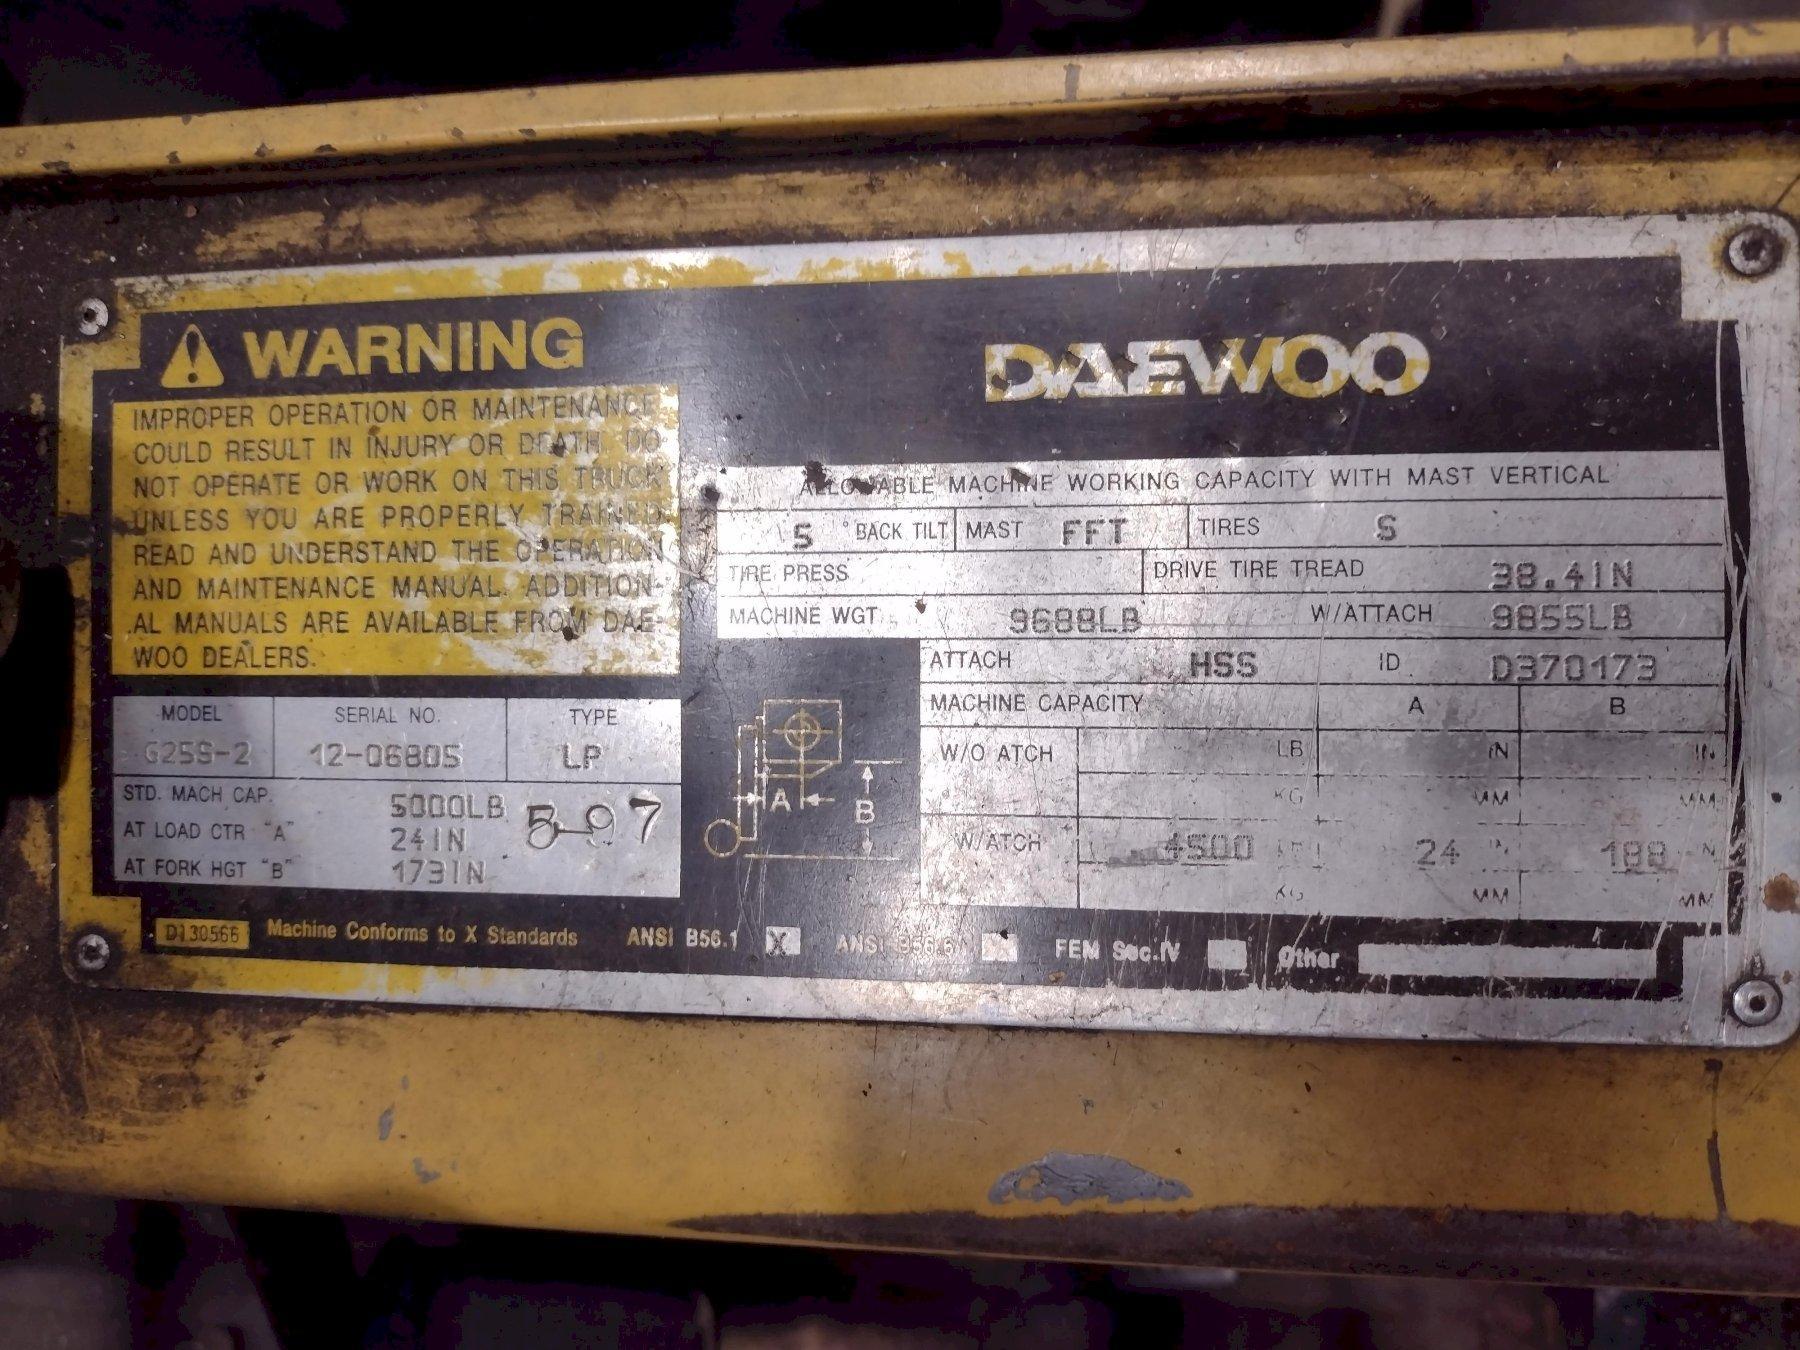 WARNING
IMPROPER OPERATION OR MAINTENANCE
COULD RESULT IN INJURY OR DEATH. DO
NOT OPERATE OR WORK ON THIS TRUCK
UNLESS YOU ARE PROPERLY TRAINED
READ AND UNDERSTAND THE OPERATION
AND MAINTENANCE MANUAL. ADDITION-
AL MANUALS ARE AVAILABLE FROM DAE-
WOO DEALERS.
MODEL SERIAL NO. TYPE
G25S-2 12-06805 LP
STD. MACH CAP. 5000LB
AT LOAD CTR "A" 24IN
AT FORK HGT "B" 173IN
8-97
DAEWOO
ALLOWABLE MACHINE WORKING CAPACITY WITH MAST VERTICAL
5 ° BACK TILT MAST FFT TIRES S
TIRE PRESS DRIVE TIRE TREAD 38.4IN
MACHINE WGT 9688LB W/ATTACH 9855LB
ATTACH HSS ID D370173
MACHINE CAPACITY A B
W/O ATCH LB IN IN
KG MM MM
W/ATCH 4500 24 IN 188 IN
KG MM MM
A B
D130566 Machine Conforms to X Standards ANSI B56.1 X ANSI B56.6 FEM Sec.IV Other